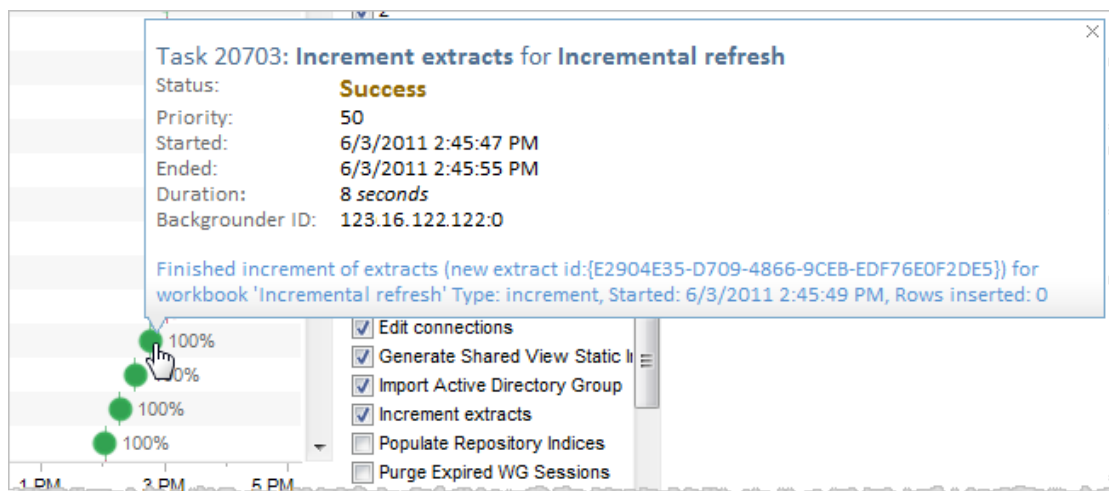 2
Task 20703: Increment extracts for Incremental refresh
Status: Success
Priority: 50
Started: 6/3/2011 2:45:47 PM
Ended: 6/3/2011 2:45:55 PM
Duration: 8 seconds
Backgrounder ID: 123.16.122.122:0
Finished increment of extracts (new extract id:{E2904E35-D709-4866-9CEB-EDF76E0F2DE5}) for
workbook 'Incremental refresh' Type: increment, Started: 6/3/2011 2:45:49 PM, Rows inserted: 0
100%
0%
100%
100%
Edit connections
Generate Shared View Static
Import Active Directory Group
Increment extracts
Populate Repository Indices
Purge Expired WG Sessions
1 PM 3 PM 5 PM